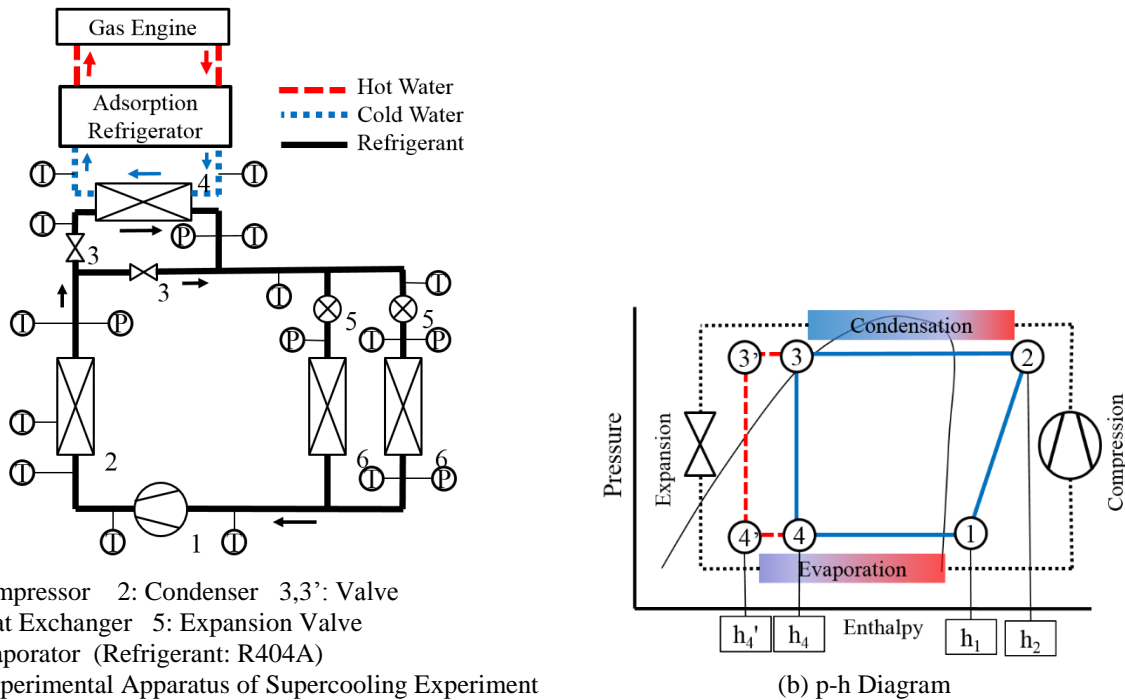 Gas Engine
Adsorption
Refrigerator
Hot Water
Cold Water
Refrigerant
T
T
4
T
P
T
3
3
T
T
T
P
5
5
P
T
P
T
T
2
6
T
6
P
T
1
T
mpressor 2: Condenser 3,3’: Valve
at Exchanger 5: Expansion Valve
aporator (Refrigerant: R404A)
perimental Apparatus of Supercooling Experiment
Pressure
Condensation
3’
3
2
Expansion
Compression
4’
4
1
Evaporation
h4'
h4
Enthalpy
h1
h2
(b) p-h Diagram